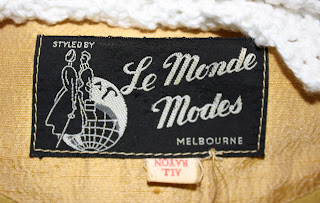 STYLED BY
Le Monde
Modes
MELBOURNE
ALL
RAYON